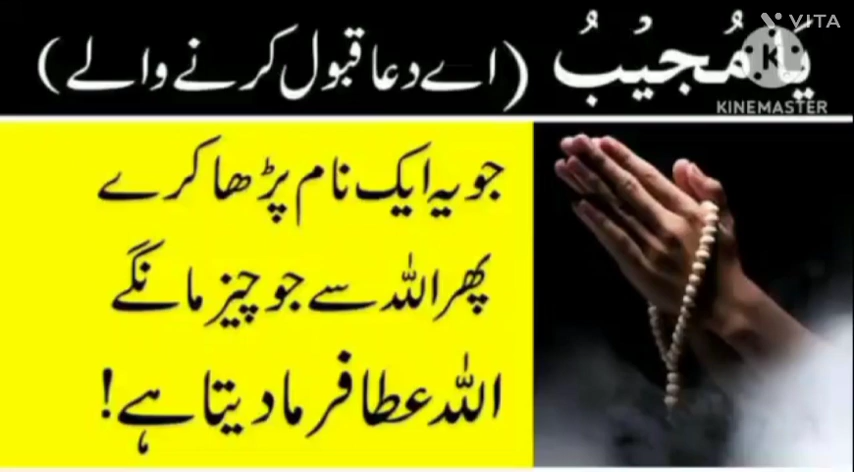 یَا مُجِیْبُ (اے دعا قبول کرنے والے)
VITA
K
KINEMASTER
جو یہ ایک نام پڑھا کرے
پھر اللہ سے جو چیز مانگے
اللہ عطا فرما دیتا ہے!